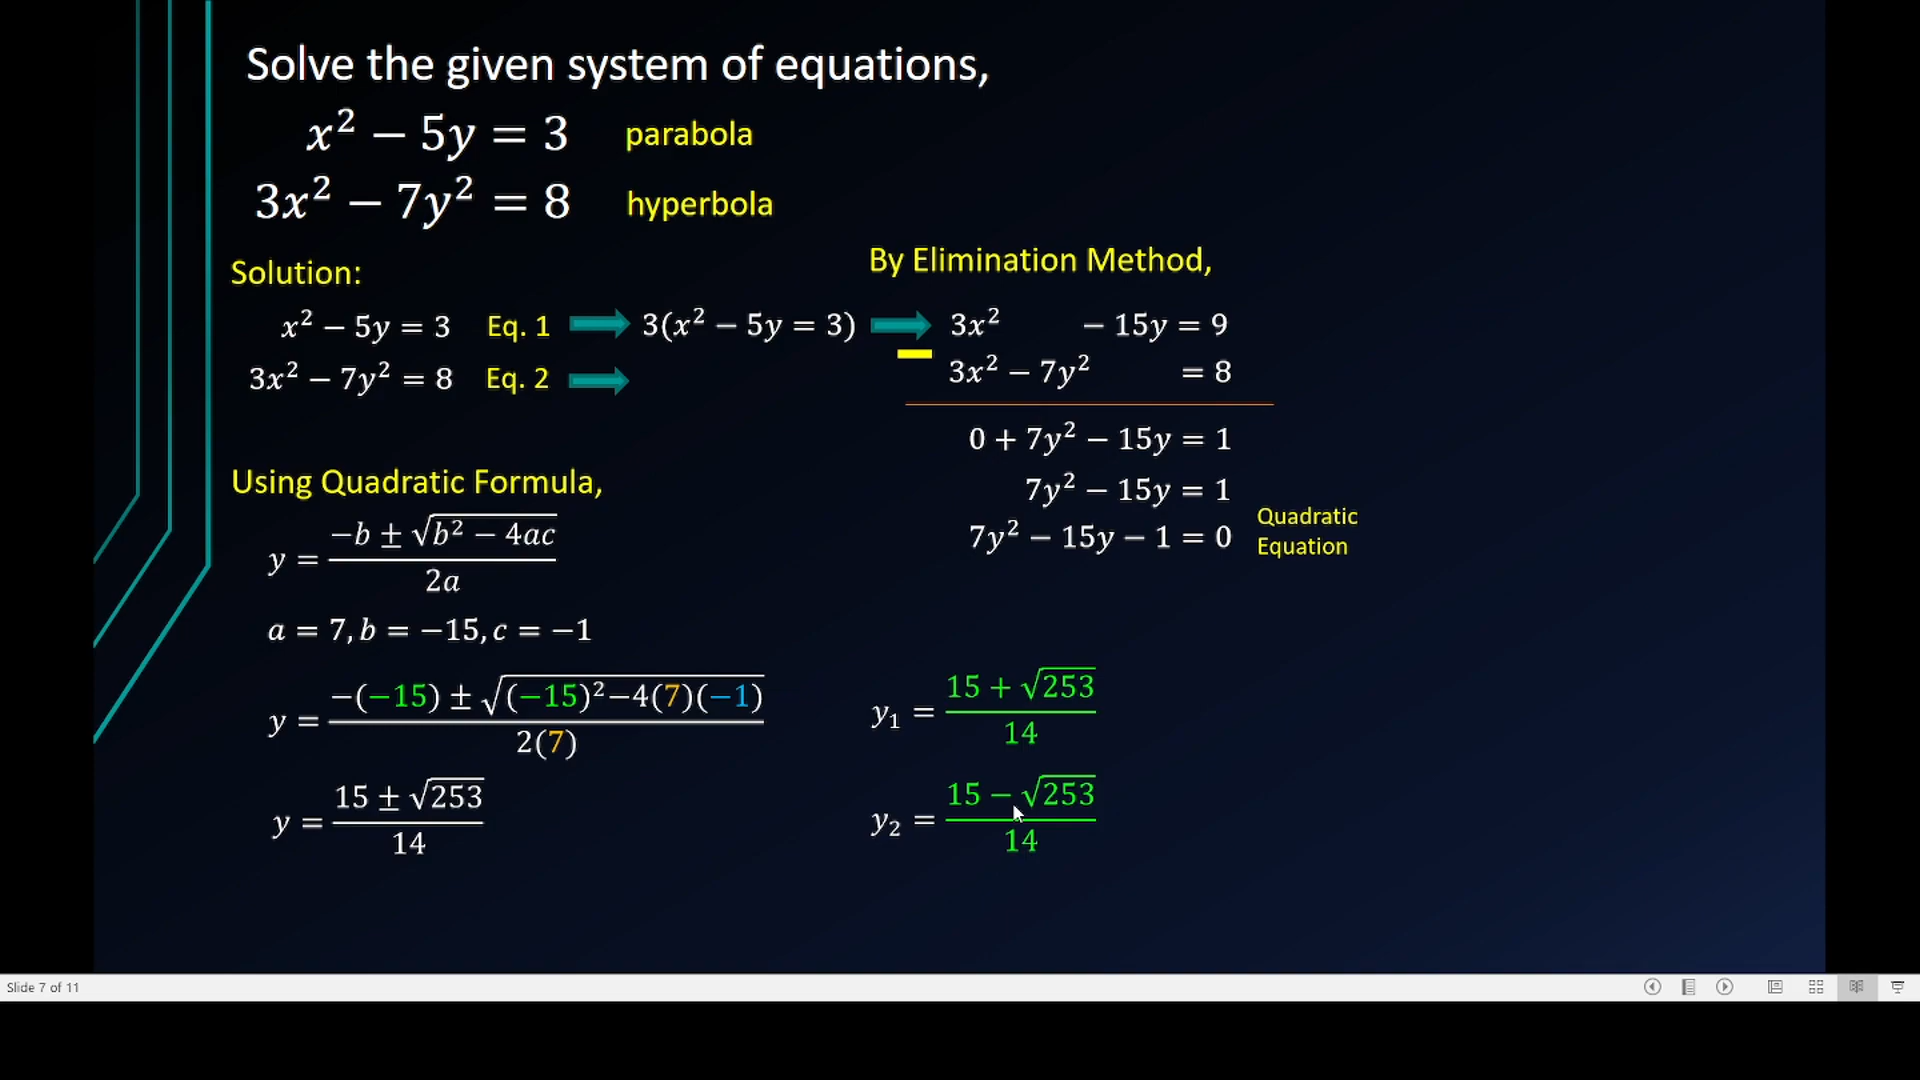 Solve the given system of equations,
x² − 5y = 3 parabola
3x² − 7y² = 8 hyperbola
Solution:
x² − 5y = 3 Eq. 1 3(x² − 5y = 3)
3x² − 7y² = 8 Eq. 2
By Elimination Method,
3x² − 15y = 9
−
3x² − 7y² = 8
0 + 7y² − 15y = 1
7y² − 15y = 1
7y² − 15y − 1 = 0
Quadratic
Equation
Using Quadratic Formula,
y = (−b ± √(b² − 4ac)) / 2a
a = 7, b = −15, c = −1
y = (−(−15) ± √((−15)²−4(7)(−1))) / 2(7)
y = (15 ± √253) / 14
y₁ = (15 + √253) / 14
y₂ = (15 − √253) / 14
Slide 7 of 11